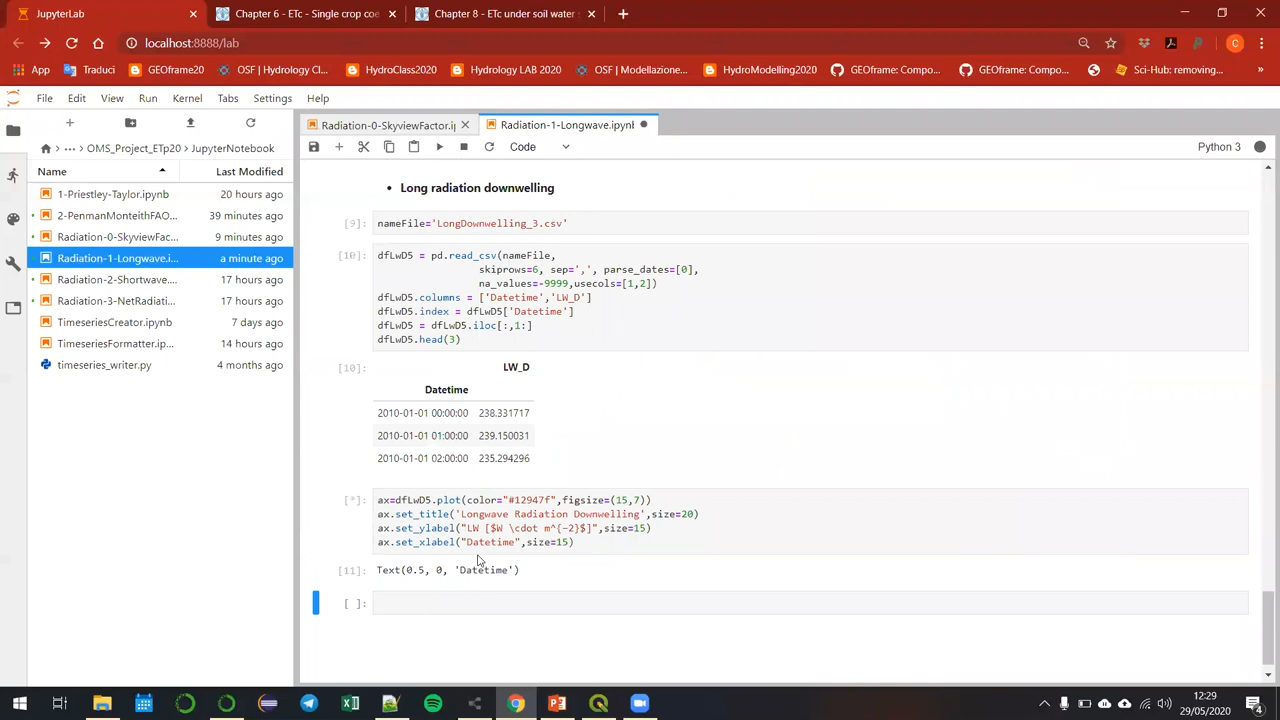 JupyterLab
Chapter 6 - ETc - Single crop coe
Chapter 8 - ETc under soil water
localhost:8888/lab
App
Traduci
GEOframe20
OSF | Hydrology Cl...
HydroClass2020
Hydrology LAB 2020
OSF | Modellazione...
HydroModelling2020
GEOframe: Compo...
GEOframe: Compo...
Sci-Hub: removing...
File Edit View Run Kernel Tabs Settings Help
Radiation-0-SkyviewFactor.i
Radiation-1-Longwave.ipynb
Code
Python 3
... > OMS_Project_ETp20 > JupyterNotebook
Name Last Modified
1-Priestley-Taylor.ipynb 20 hours ago
2-PenmanMonteithFAO... 39 minutes ago
Radiation-0-SkyviewFac... 9 minutes ago
Radiation-1-Longwave.i... a minute ago
Radiation-2-Shortwave.... 17 hours ago
Radiation-3-NetRadiati... 17 hours ago
TimeseriesCreator.ipynb 7 days ago
TimeseriesFormatter.ip... 14 hours ago
timeseries_writer.py 4 months ago
• Long radiation downwelling
[9]: nameFile='LongDownwelling_3.csv'
[10]: dfLwD5 = pd.read_csv(nameFile,
skiprows=6, sep=',', parse_dates=[0],
na_values=-9999,usecols=[1,2])
dfLwD5.columns = ['Datetime','LW_D']
dfLwD5.index = dfLwD5['Datetime']
dfLwD5 = dfLwD5.iloc[:,1:]
dfLwD5.head(3)
[10]: LW_D
Datetime
2010-01-01 00:00:00 238.331717
2010-01-01 01:00:00 239.150031
2010-01-01 02:00:00 235.294296
[*]: ax=dfLwD5.plot(color="#12947f",figsize=(15,7))
ax.set_title('Longwave Radiation Downwelling',size=20)
ax.set_ylabel("LW [$W \cdot m^{-2}$]",size=15)
ax.set_xlabel("Datetime",size=15)
[11]: Text(0.5, 0, 'Datetime')
[ ]:
12:29
29/05/2020
4